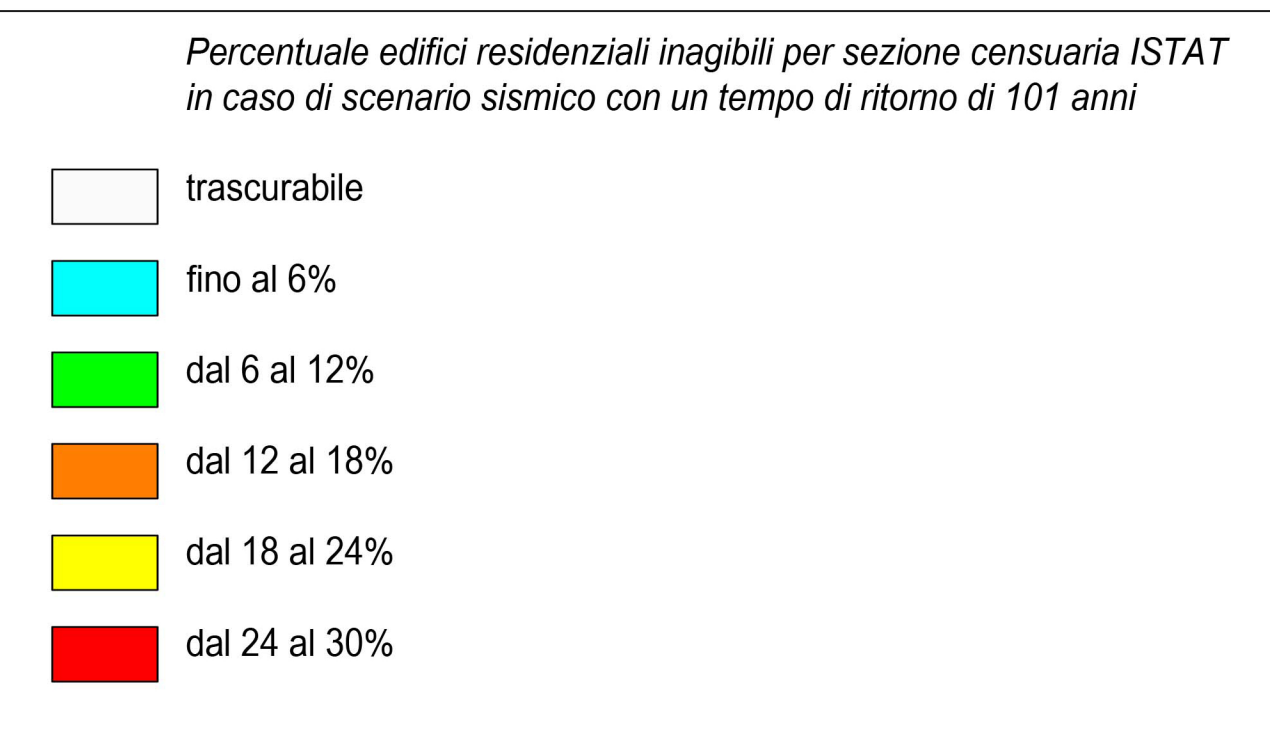 Percentuale edifici residenziali inagibili per sezione censuaria ISTAT
in caso di scenario sismico con un tempo di ritorno di 101 anni
trascurabile
fino al 6%
dal 6 al 12%
dal 12 al 18%
dal 18 al 24%
dal 24 al 30%